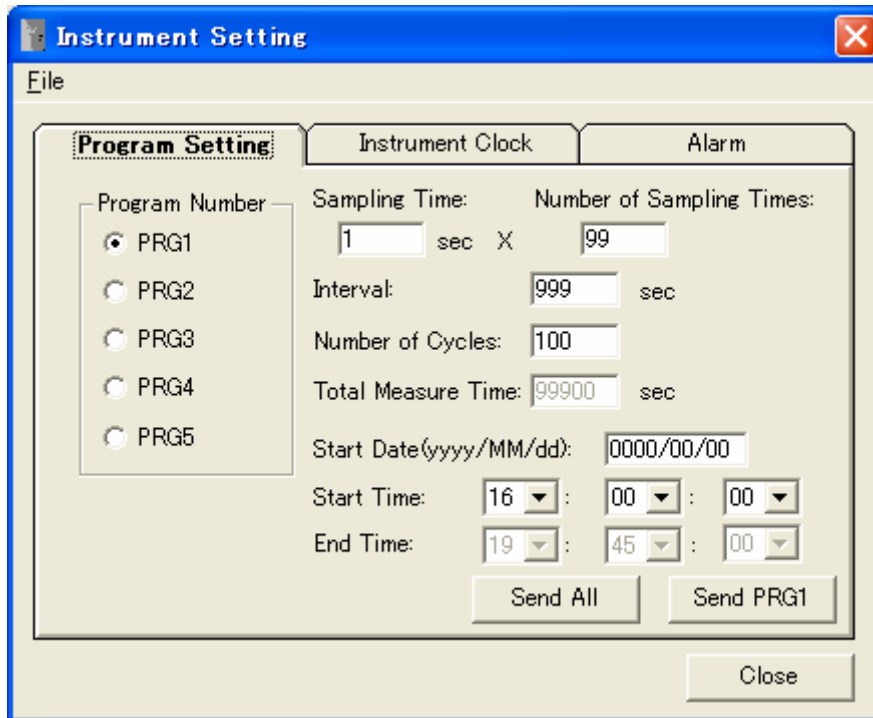 Instrument Setting
File
Program Setting Instrument Clock Alarm
Program Number
PRG1
PRG2
PRG3
PRG4
PRG5
Sampling Time: Number of Sampling Times:
1 sec X 99
Interval: 999 sec
Number of Cycles: 100
Total Measure Time: 99900 sec
Start Date(yyyy/MM/dd): 0000/00/00
Start Time: 16 : 00 : 00
End Time: 19 : 45 : 00
Send All Send PRG1
Close